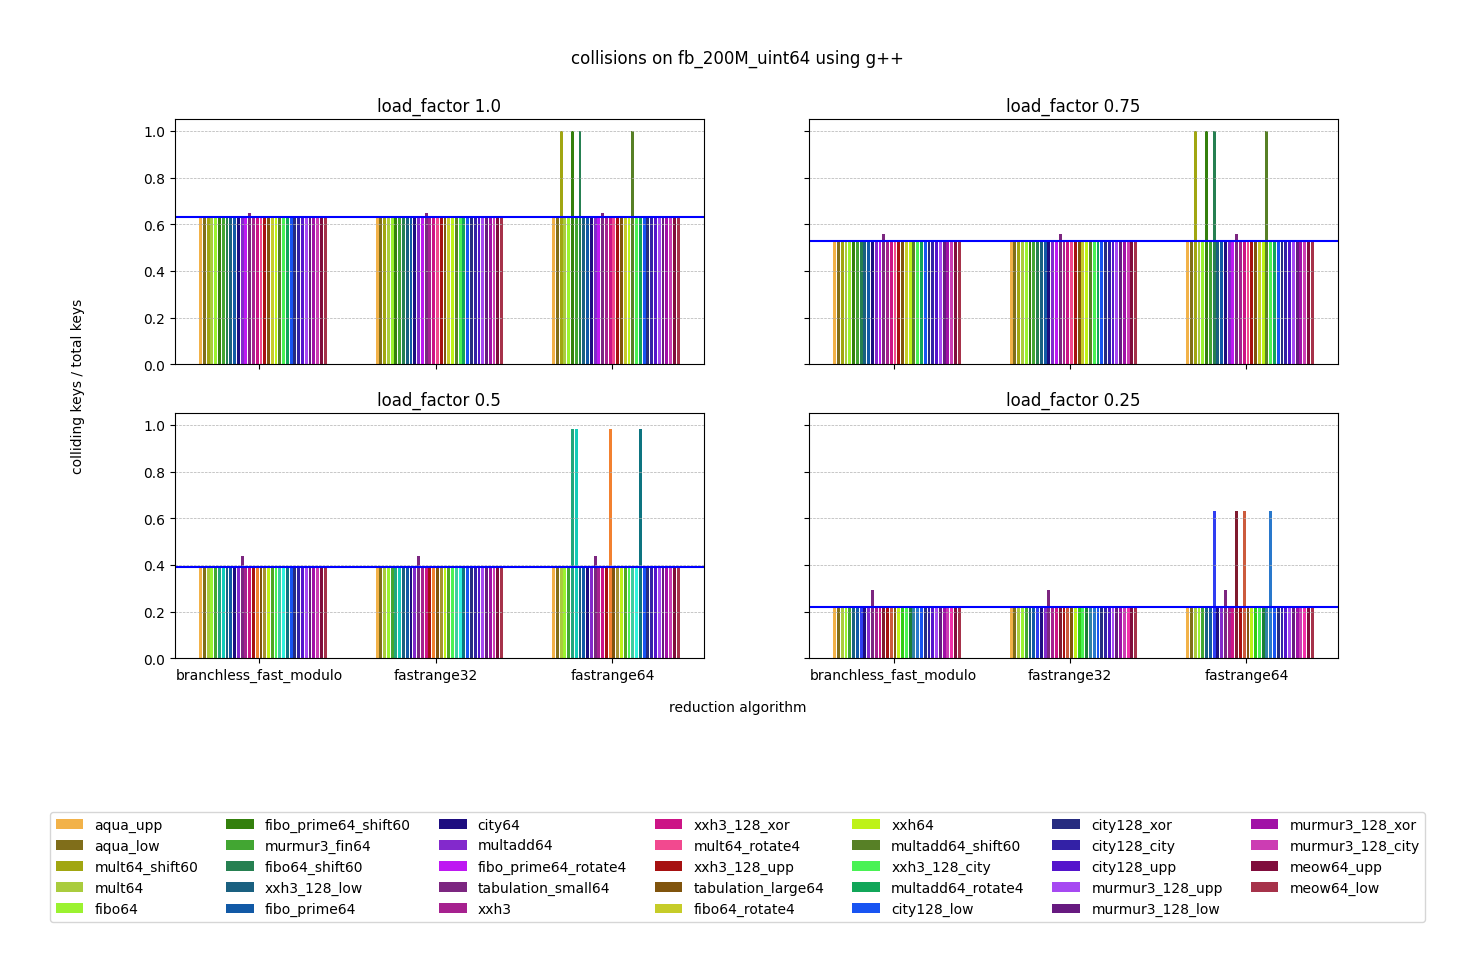 collisions on fb_200M_uint64 using g++
load_factor 1.0
load_factor 0.75
1.0
0.8
0.6
0.4
0.2
0.0
load_factor 0.5
load_factor 0.25
1.0
0.8
0.6
0.4
0.2
0.0
colliding keys / total keys
branchless_fast_modulo fastrange32 fastrange64
branchless_fast_modulo fastrange32 fastrange64
reduction algorithm
aqua_upp
aqua_low
mult64_shift60
mult64
fibo64
fibo_prime64_shift60
murmur3_fin64
fibo64_shift60
xxh3_128_low
fibo_prime64
city64
multadd64
fibo_prime64_rotate4
tabulation_small64
xxh3
xxh3_128_xor
mult64_rotate4
xxh3_128_upp
tabulation_large64
fibo64_rotate4
xxh64
multadd64_shift60
xxh3_128_city
multadd64_rotate4
city128_low
city128_xor
city128_city
city128_upp
murmur3_128_upp
murmur3_128_low
murmur3_128_xor
murmur3_128_city
meow64_upp
meow64_low